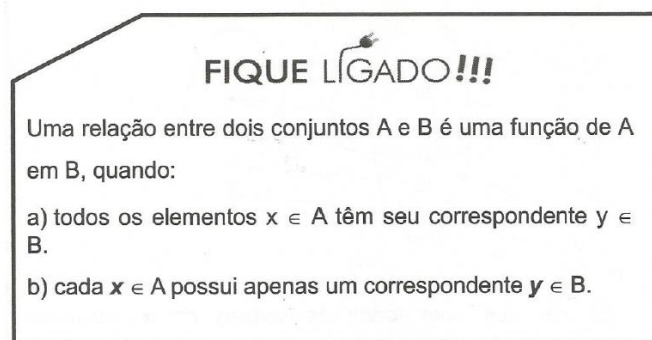 FIQUE LIGADO!!!
Uma relação entre dois conjuntos A e B é uma função de A
em B, quando:
a) todos os elementos x ∈ A têm seu correspondente y ∈
B.
b) cada x ∈ A possui apenas um correspondente y ∈ B.